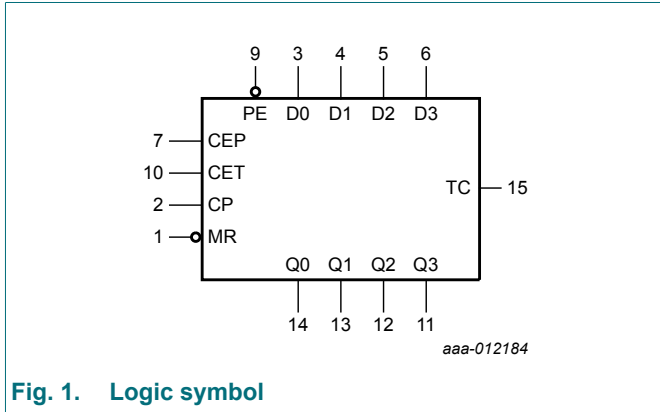 9 3 4 5 6
PE D0 D1 D2 D3
7 CEP
10 CET
TC 15
2 CP
1 MR
Q0 Q1 Q2 Q3
14 13 12 11
aaa-012184
Fig. 1. Logic symbol